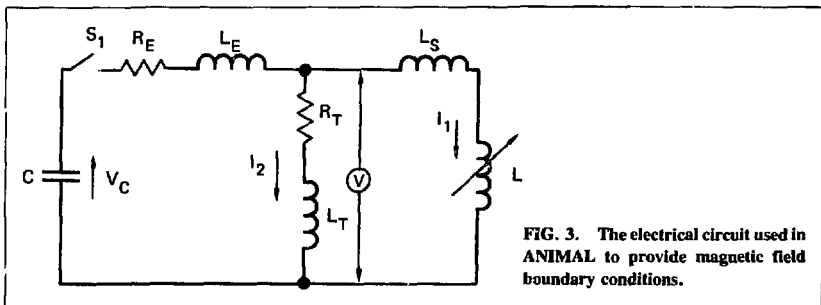 S1
RE
LE
LS
RT
I1
I2
V
C
VC
L
LT
FIG. 3. The electrical circuit used in
ANIMAL to provide magnetic field
boundary conditions.